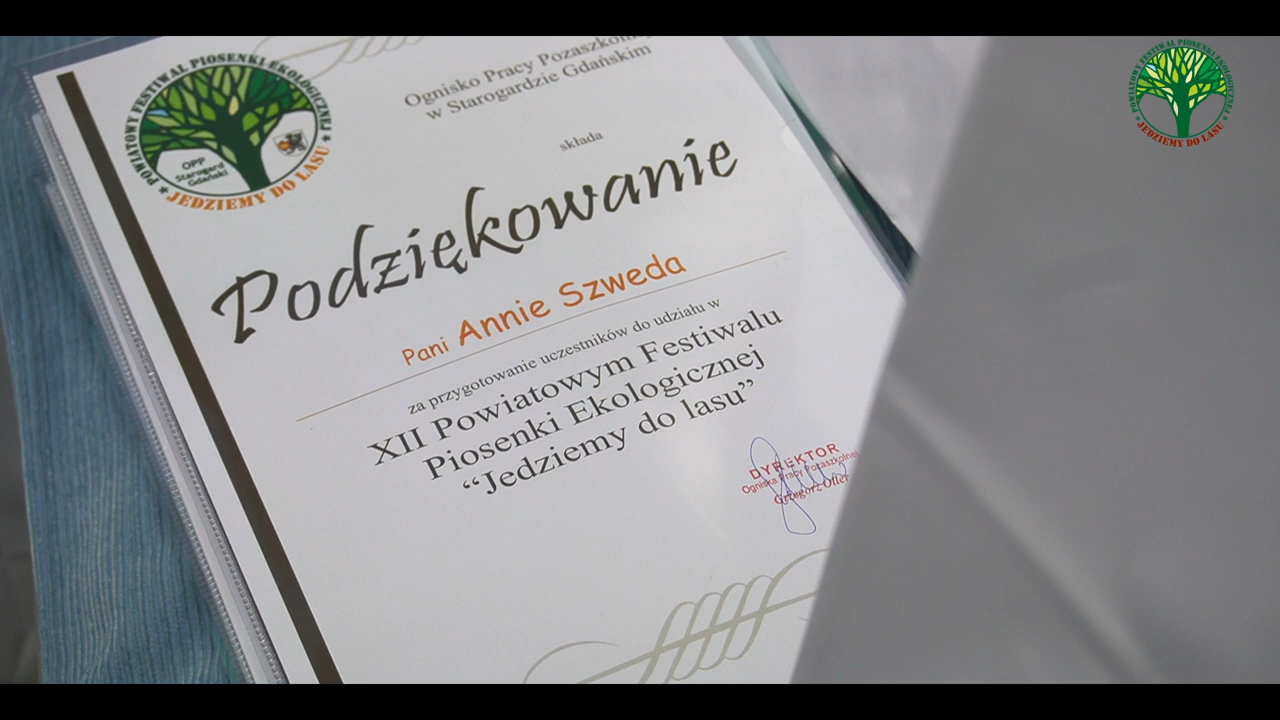 POWIATOWY FESTIWAL PIOSENKI EKOLOGICZNEJ
OPP
Starogard
Gdański
JEDZIEMY DO LASU
Ognisko Pracy
w Starogardzie Gdańskim
składa
Podziękowanie
Pani Annie Szweda
za przygotowanie uczestników do udziału w
XII Powiatowym Festiwalu
Piosenki Ekologicznej
“Jedziemy do lasu”
DYREKTOR
Ogniska Pracy Pozaszkolnej
Grzegorz Oller
POWIATOWY FESTIWAL PIOSENKI EKOLOGICZNEJ
JEDZIEMY DO LASU